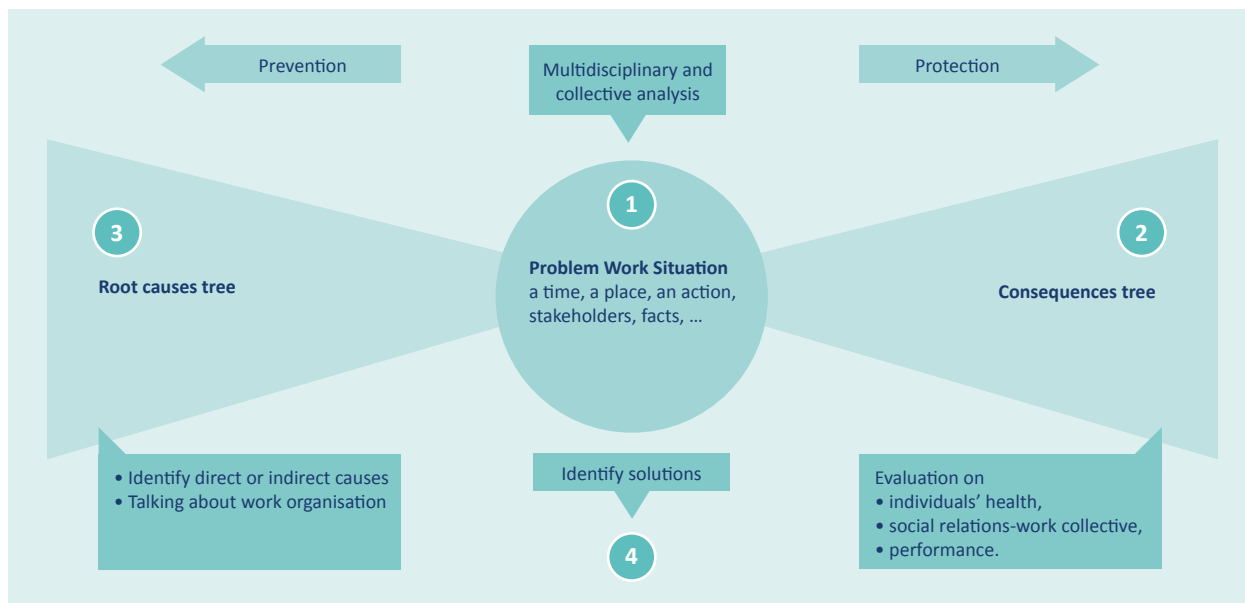 Prevention
Multidisciplinary and
collective analysis
Protection
1
Problem Work Situation
a time, a place, an action,
stakeholders, facts, ...
3
Root causes tree
2
Consequences tree
• Identify direct or indirect causes
• Talking about work organisation
Identify solutions
4
Evaluation on
• individuals’ health,
• social relations-work collective,
• performance.